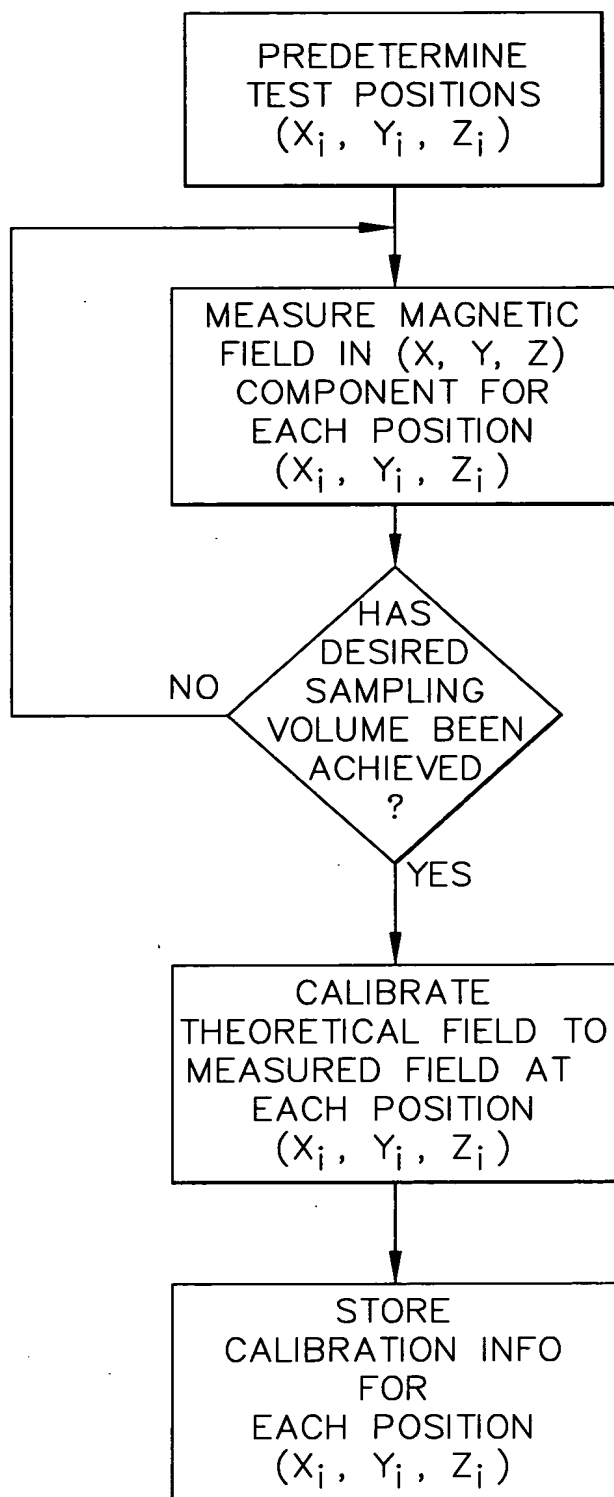 PREDETERMINE
TEST POSITIONS
(Xi , Yi , Zi)
MEASURE MAGNETIC
FIELD IN (X, Y, Z)
COMPONENT FOR
EACH POSITION
(Xi , Yi , Zi)
HAS
DESIRED
SAMPLING
VOLUME BEEN
ACHIEVED
?
NO
YES
CALIBRATE
THEORETICAL FIELD TO
MEASURED FIELD AT
EACH POSITION
(Xi , Yi , Zi)
STORE
CALIBRATION INFO
FOR
EACH POSITION
(Xi , Yi , Zi)